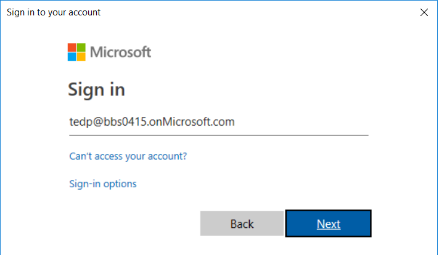 Sign in to your account
Microsoft
Sign in
tedp@bbs0415.onMicrosoft.com
Can't access your account?
Sign-in options
Back
Next